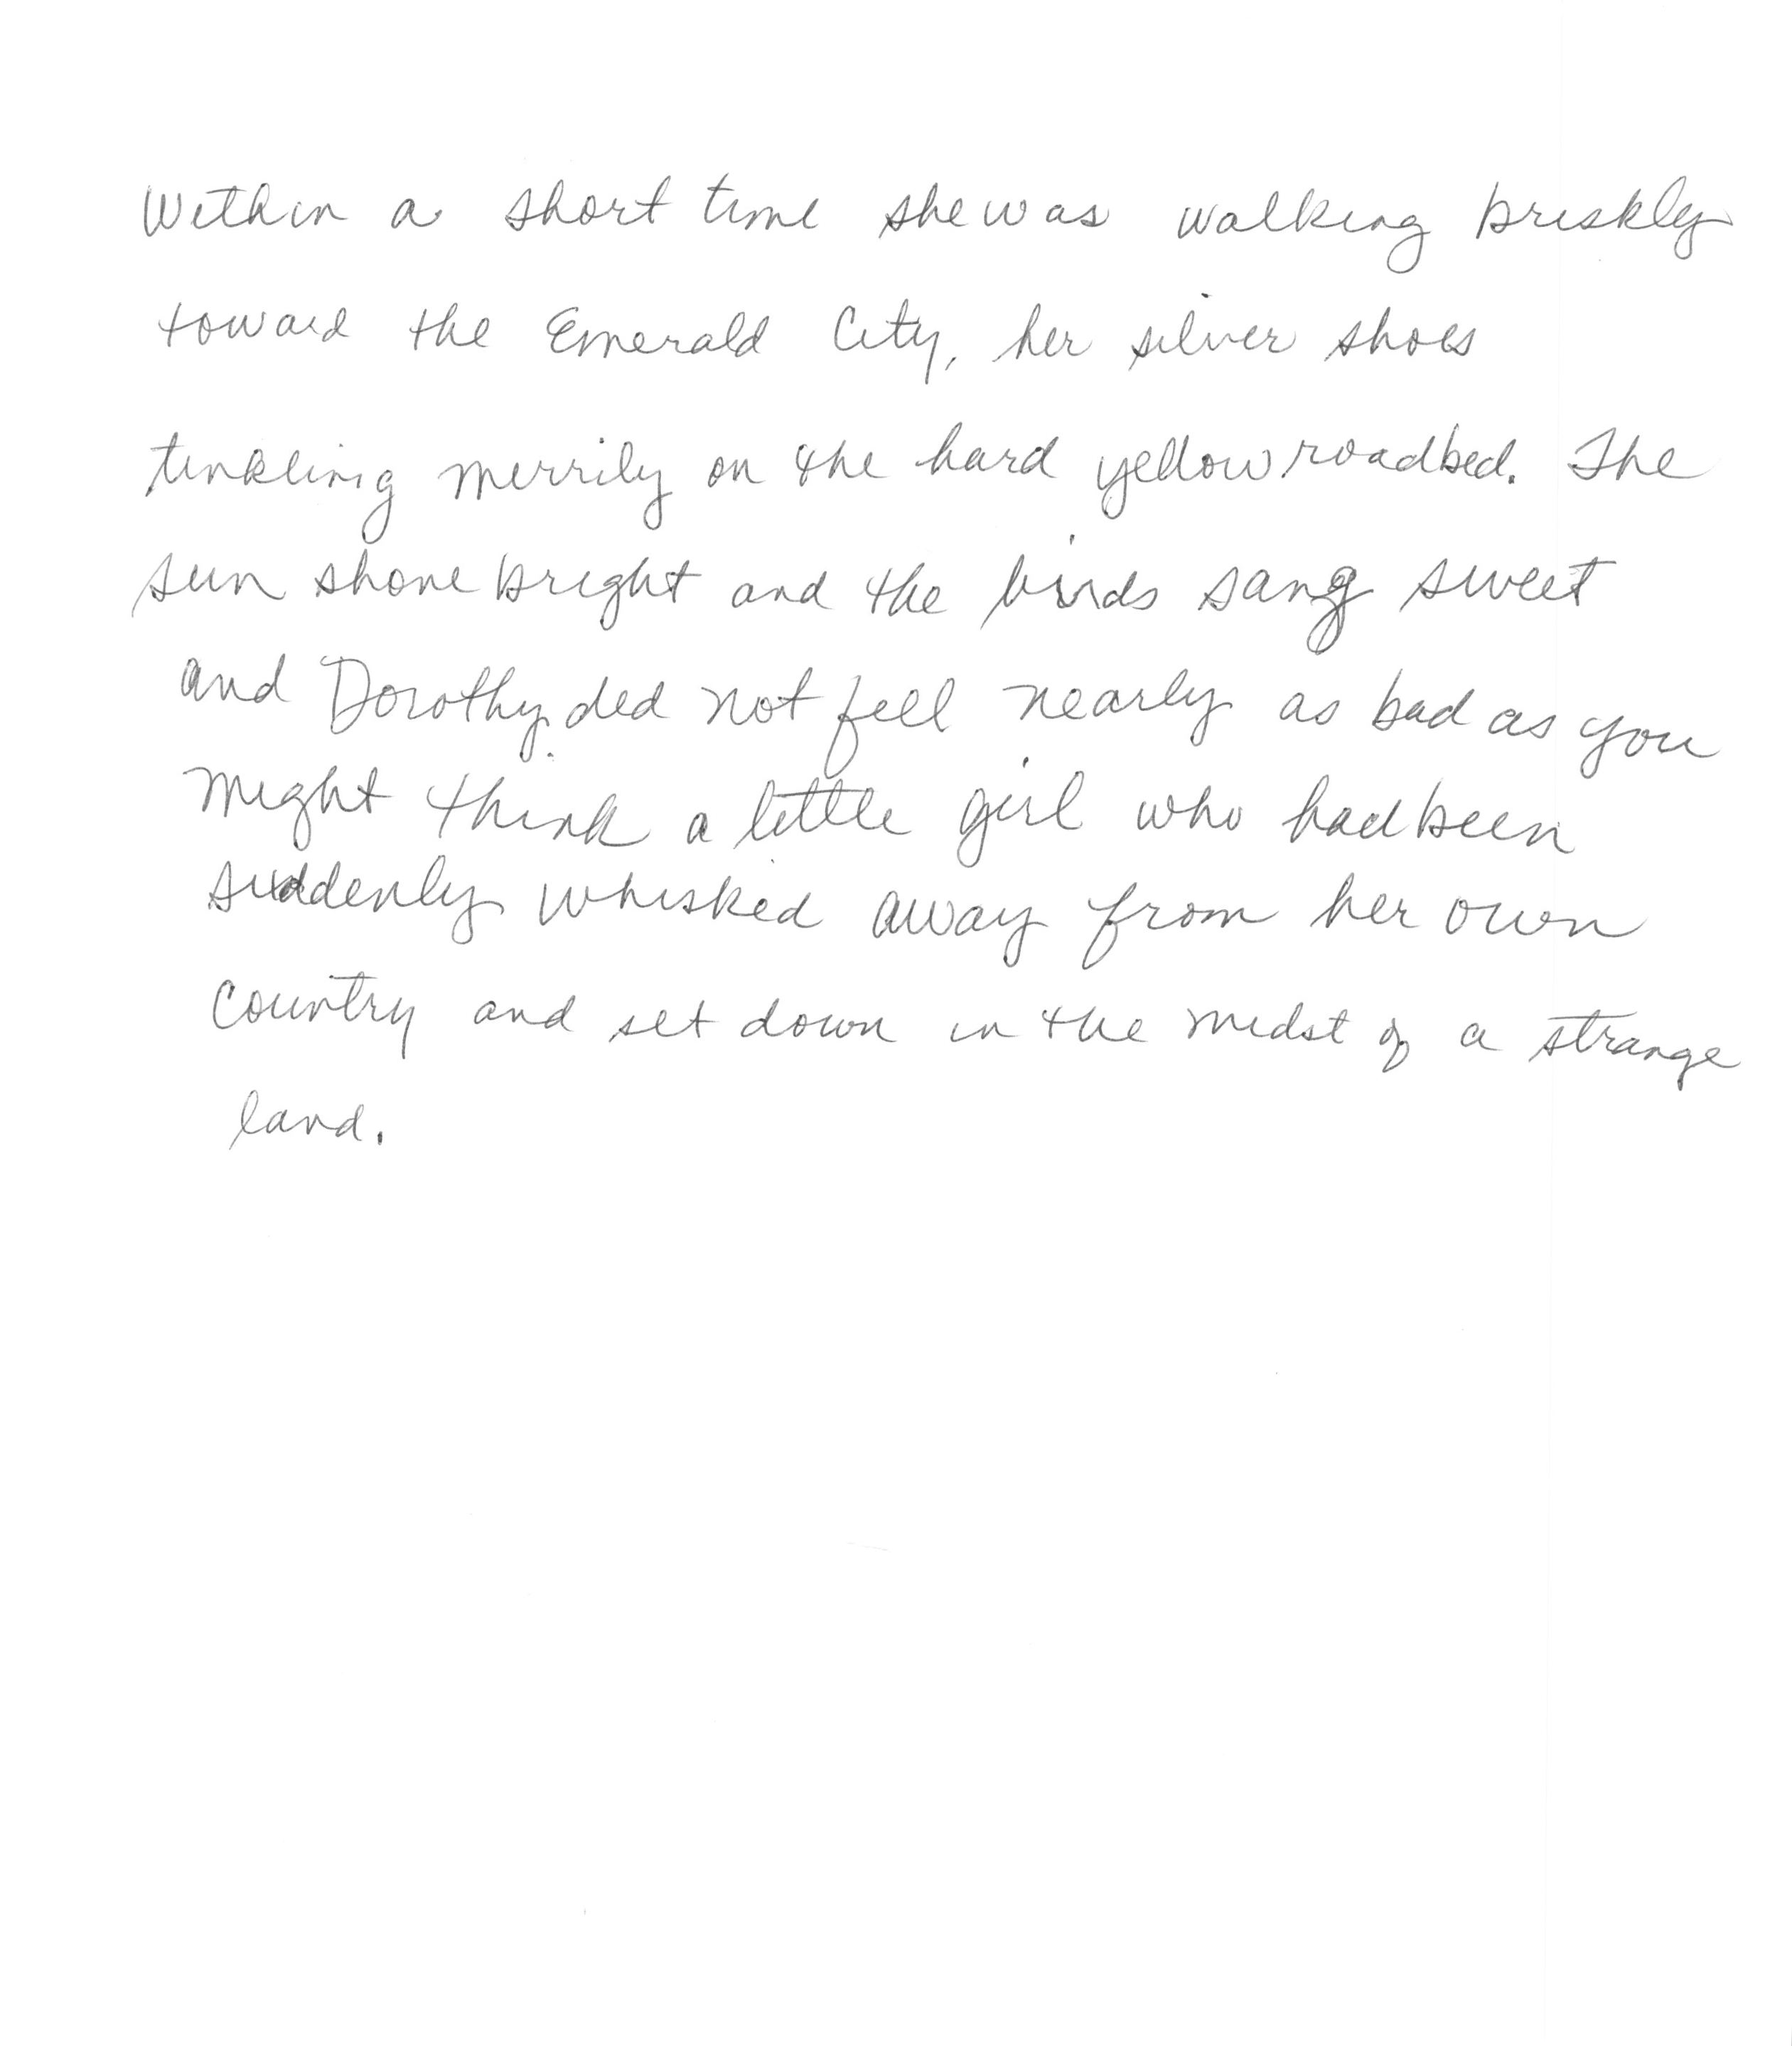 Within a short time she was walking briskly
toward the Emerald City, her silver shoes
tinkling merrily on the hard yellow roadbed. The
sun shone bright and the birds sang sweet
and Dorothy did not feel nearly as bad as you
might think a little girl who had been
suddenly whisked away from her own
country and set down in the midst of a strange
land.